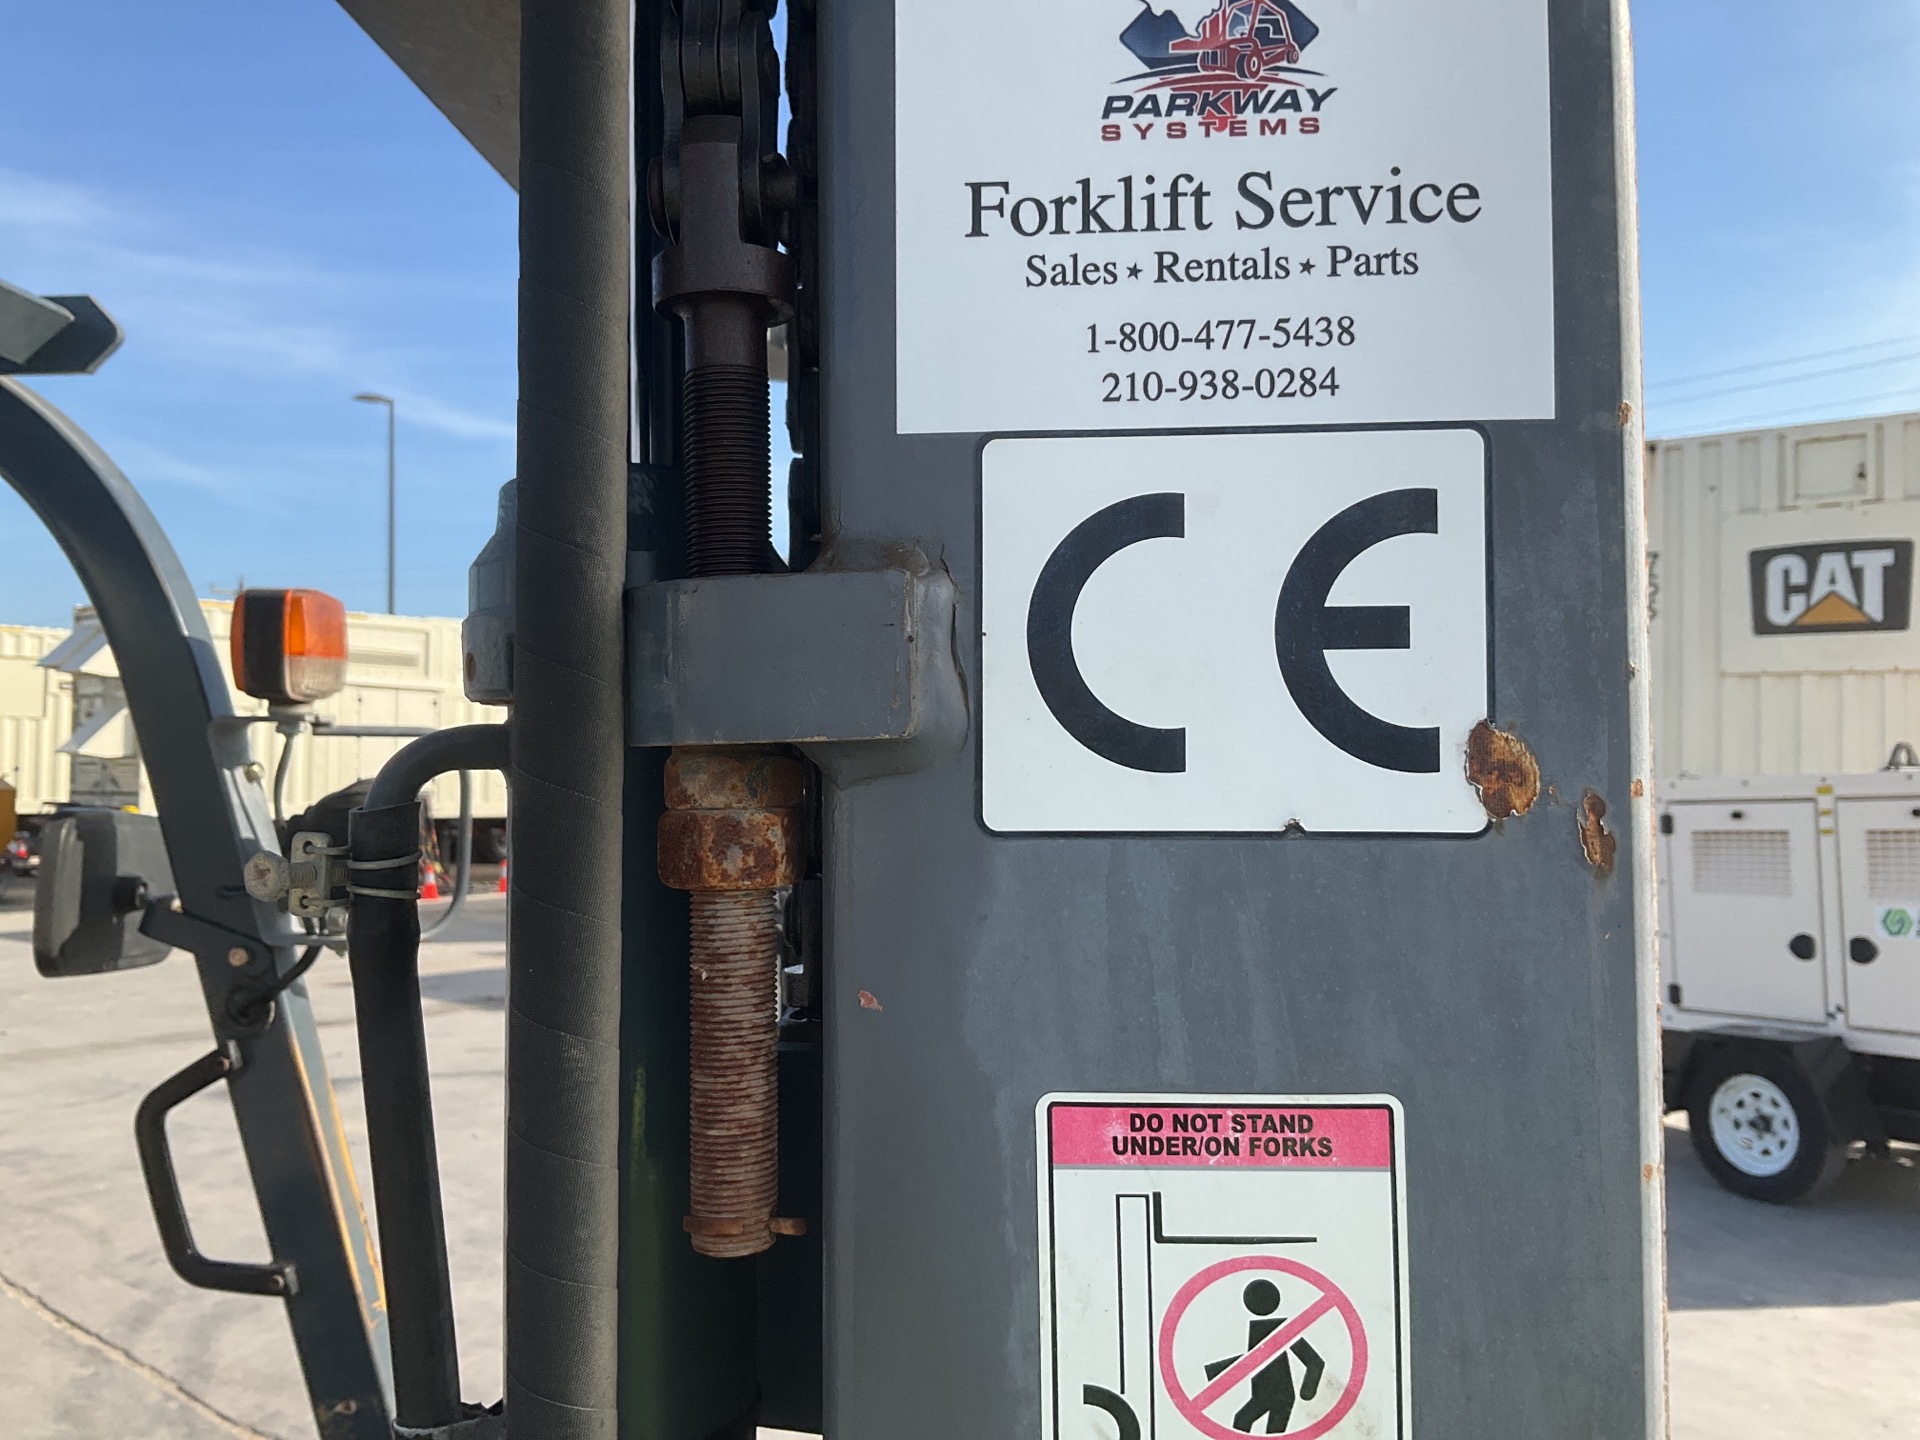 PARKWAY
SYSTEMS
Forklift Service
Sales ★ Rentals ★ Parts
1-800-477-5438
210-938-0284
CE
CAT
DO NOT STAND
UNDER/ON FORKS